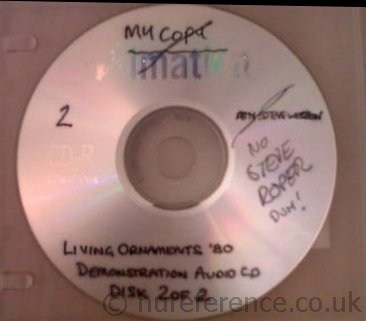 MY COPY
imation
2
CD-R
NO
STEVE
ROPER
DUH!
LIVING ORNAMENTS '80
DEMONSTRATION AUDIO CD
DISK 2 OF 2
nureference.co.uk